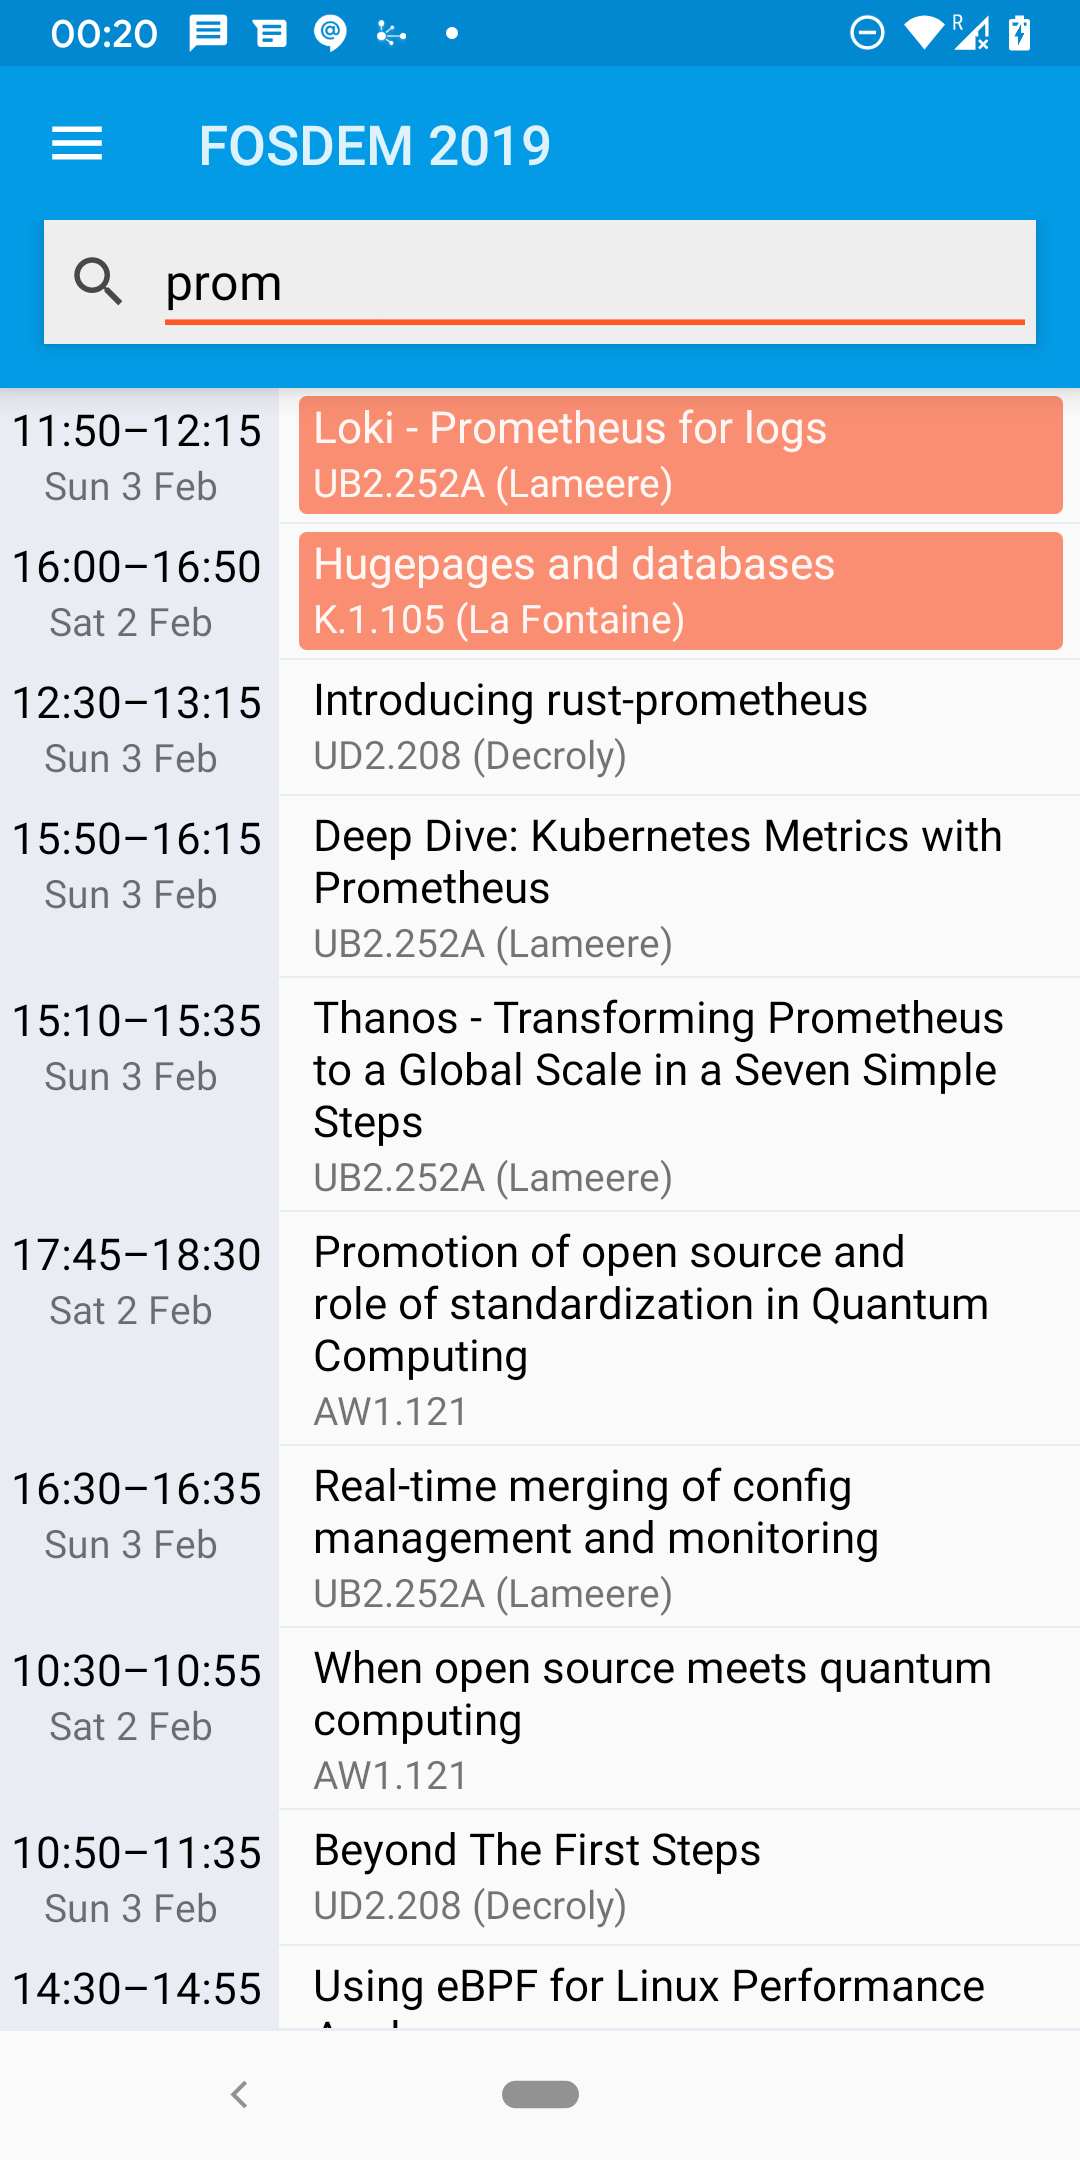 00:20
R
FOSDEM 2019
prom
11:50–12:15
Sun 3 Feb
Loki - Prometheus for logs
UB2.252A (Lameere)
16:00–16:50
Sat 2 Feb
Hugepages and databases
K.1.105 (La Fontaine)
12:30–13:15
Sun 3 Feb
Introducing rust-prometheus
UD2.208 (Decroly)
15:50–16:15
Sun 3 Feb
Deep Dive: Kubernetes Metrics with
Prometheus
UB2.252A (Lameere)
15:10–15:35
Sun 3 Feb
Thanos - Transforming Prometheus
to a Global Scale in a Seven Simple
Steps
UB2.252A (Lameere)
17:45–18:30
Sat 2 Feb
Promotion of open source and
role of standardization in Quantum
Computing
AW1.121
16:30–16:35
Sun 3 Feb
Real-time merging of config
management and monitoring
UB2.252A (Lameere)
10:30–10:55
Sat 2 Feb
When open source meets quantum
computing
AW1.121
10:50–11:35
Sun 3 Feb
Beyond The First Steps
UD2.208 (Decroly)
14:30–14:55
Using eBPF for Linux Performance